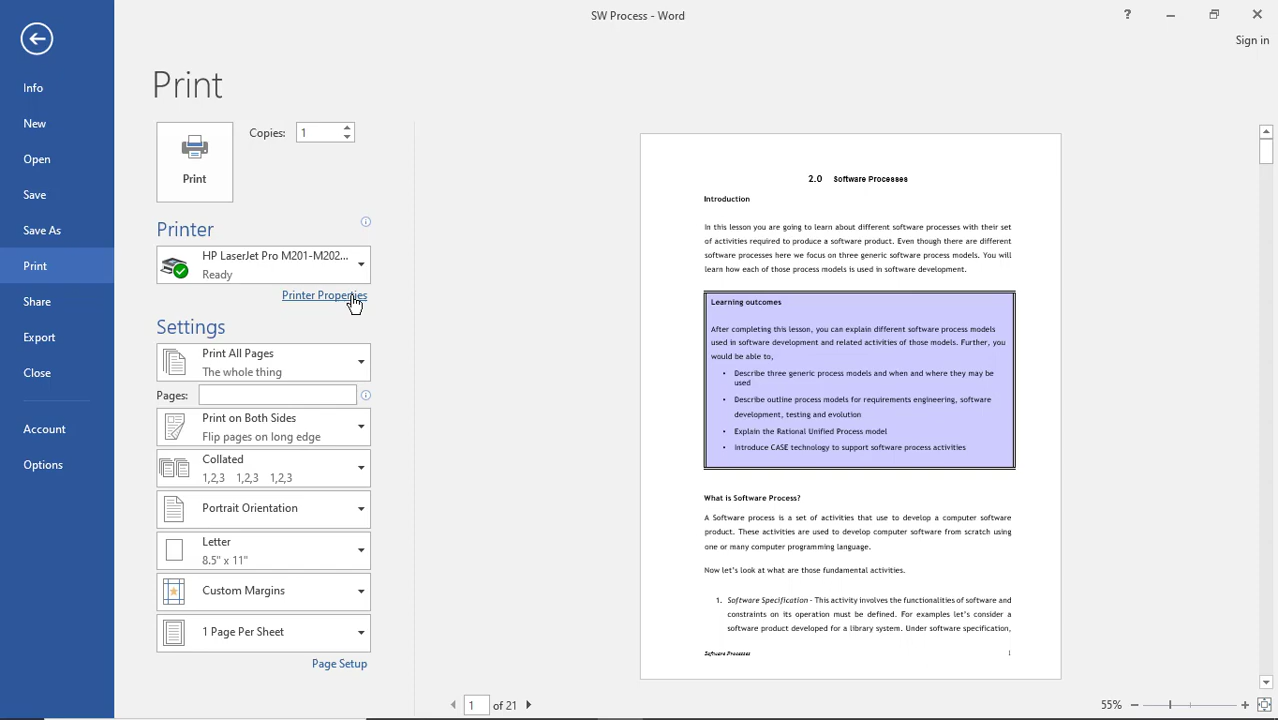 SW Process - Word
?
Sign in
Info
New
Open
Save
Save As
Print
Share
Export
Close
Account
Options
Print
Print
Copies: 1
Printer
HP LaserJet Pro M201-M202...
Ready
Printer Properties
Settings
Print All Pages
The whole thing
Pages:
Print on Both Sides
Flip pages on long edge
Collated
1,2,3 1,2,3 1,2,3
Portrait Orientation
Letter
8.5" x 11"
Custom Margins
1 Page Per Sheet
Page Setup
2.0 Software Processes
Introduction
In this lesson you are going to learn about different software processes with their set
of activities required to produce a software product. Even though there are different
software processes here we focus on three generic software process models. You will
learn how each of those process models is used in software development.
Learning outcomes
After completing this lesson, you can explain different software process models
used in software development and related activities of those models. Further, you
would be able to,
• Describe three generic process models and when and where they may be
used
• Describe outline process models for requirements engineering, software
development, testing and evolution
• Explain the Rational Unified Process model
• Introduce CASE technology to support software process activities
What is Software Process?
A Software process is a set of activities that use to develop a computer software
product. These activities are used to develop computer software from scratch using
one or many computer programming language.
Now let's look at what are those fundamental activities.
1. Software Specification - This activity involves the functionalities of software and
constraints on its operation must be defined. For examples let's consider a
software product developed for a library system. Under software specification,
Software Processes 1
1 of 21
55%